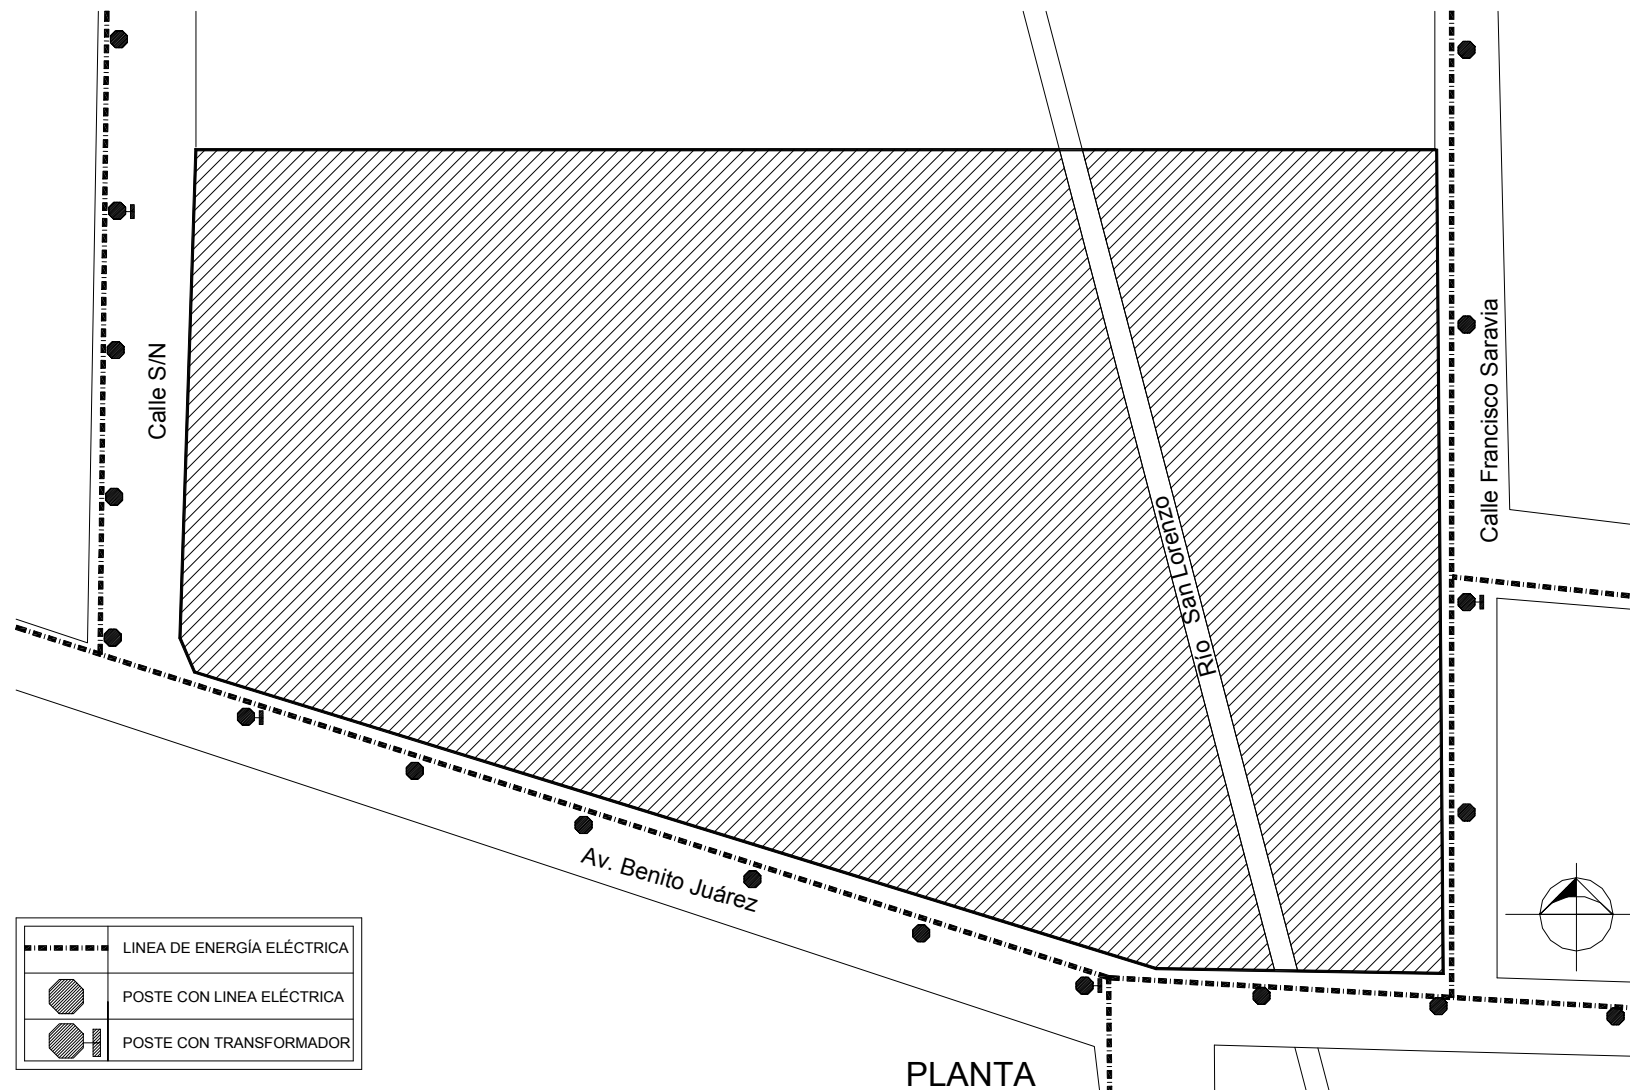 Calle S/N
Calle Francisco Saravia
Río San Lorenzo
Av. Benito Juárez
LINEA DE ENERGÍA ELÉCTRICA
POSTE CON LINEA ELÉCTRICA
POSTE CON TRANSFORMADOR
PLANTA